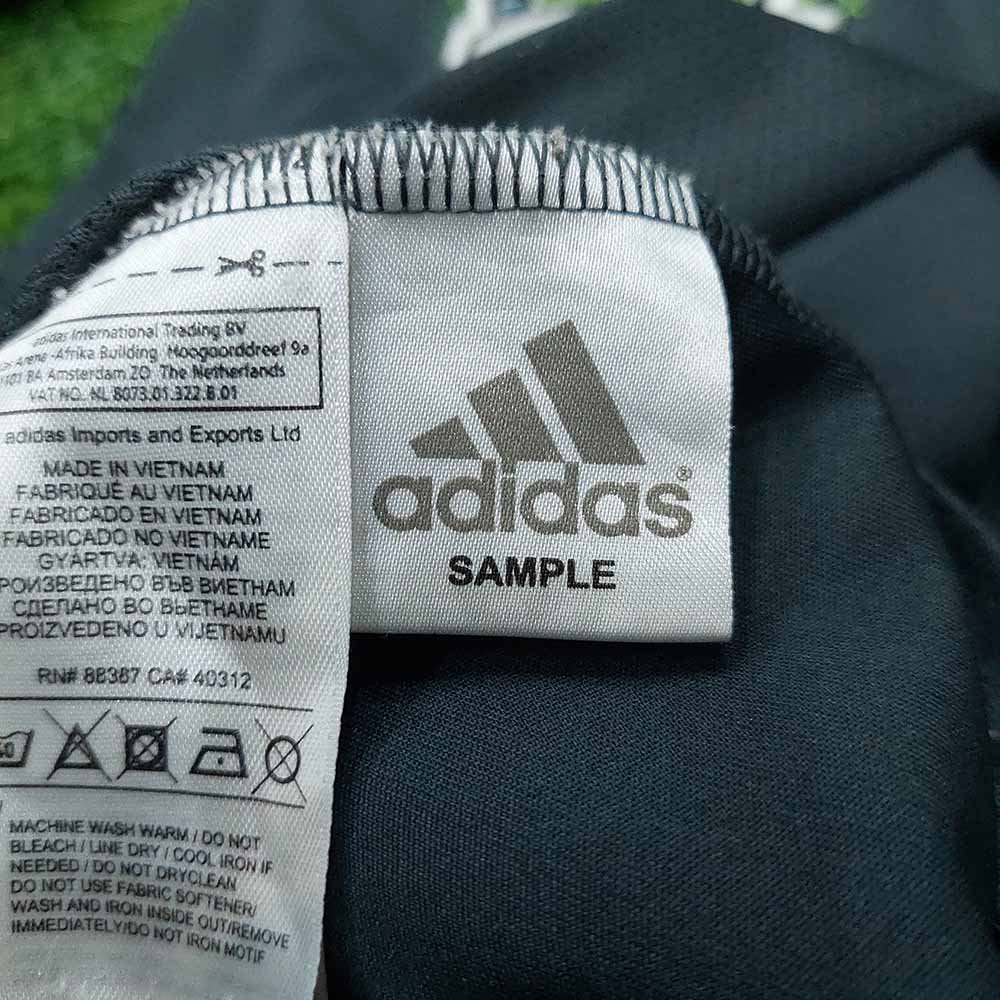 adidas International Trading BV
Arena -Afrika Building Hoogoorddreef 9a
BA Amsterdam ZO The Netherlands
VAT NO. NL 8073.01.322.B.01
adidas Imports and Exports Ltd
MADE IN VIETNAM
FABRIQUÉ AU VIETNAM
FABRICADO EN VIETNAM
FABRICADO NO VIETNAME
GYÁRTVA: VIETNÁM
ПРОИЗВЕДЕНО ВЪВ ВИЕТНАМ
СДЕЛАНО ВО ВЬЕТНАМЕ
PROIZVEDENO U VIJETNAMU
RN# 88387 CA# 40312
40
MACHINE WASH WARM / DO NOT
BLEACH / LINE DRY / COOL IRON IF
NEEDED / DO NOT DRYCLEAN
DO NOT USE FABRIC SOFTENER/
WASH AND IRON INSIDE OUT/REMOVE
IMMEDIATELY/DO NOT IRON MOTIF
adidas®
SAMPLE